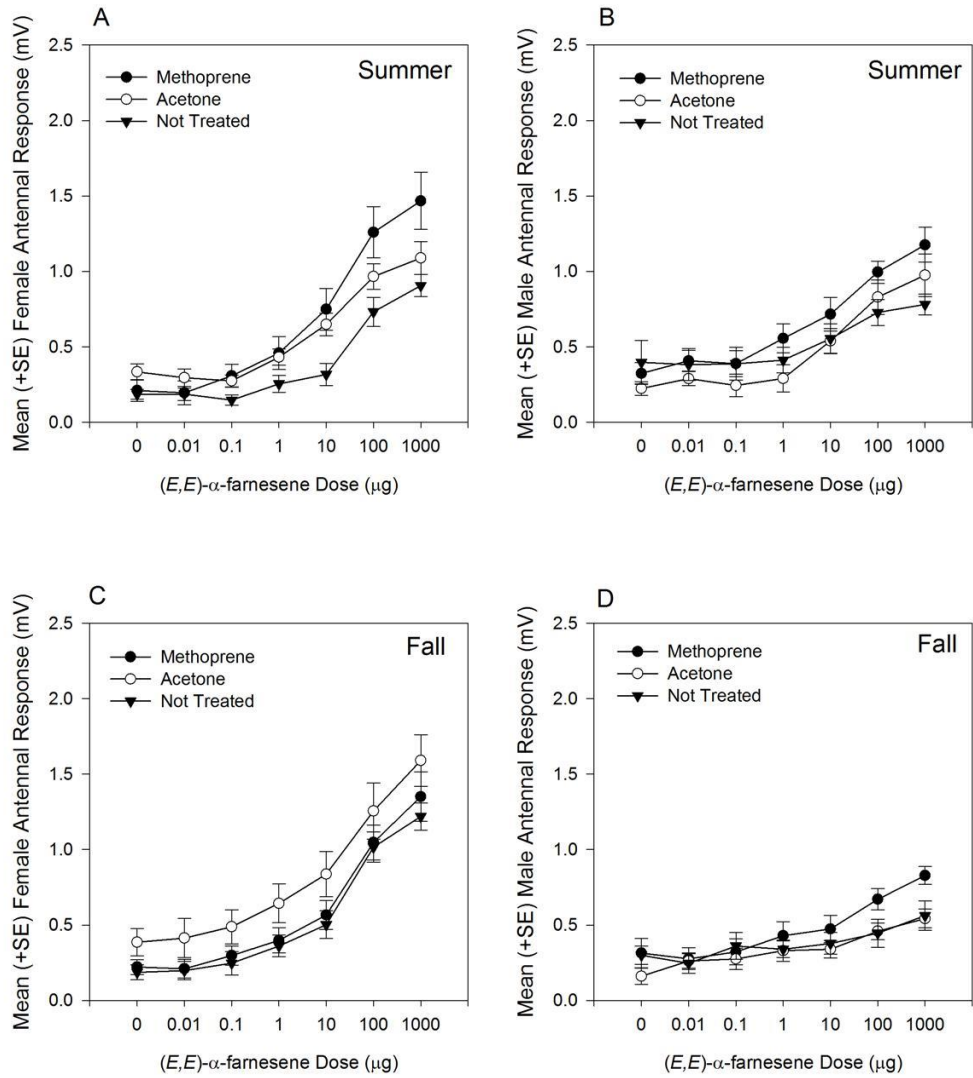 A
Mean (+SE) Female Antennal Response (mV)
2.5
2.0
1.5
1.0
0.5
0.0
Summer
Methoprene
Acetone
Not Treated
0 0.01 0.1 1 10 100 1000
(E,E)-α-farnesene Dose (μg)
B
Mean (+SE) Male Antennal Response (mV)
2.5
2.0
1.5
1.0
0.5
0.0
Summer
Methoprene
Acetone
Not Treated
0 0.01 0.1 1 10 100 1000
(E,E)-α-farnesene Dose (μg)
C
Mean (+SE) Female Antennal Response (mV)
2.5
2.0
1.5
1.0
0.5
0.0
Fall
Methoprene
Acetone
Not Treated
0 0.01 0.1 1 10 100 1000
(E,E)-α-farnesene Dose (μg)
D
Mean (+SE) Male Antennal Response (mV)
2.5
2.0
1.5
1.0
0.5
0.0
Fall
Methoprene
Acetone
Not Treated
0 0.01 0.1 1 10 100 1000
(E,E)-α-farnesene Dose (μg)